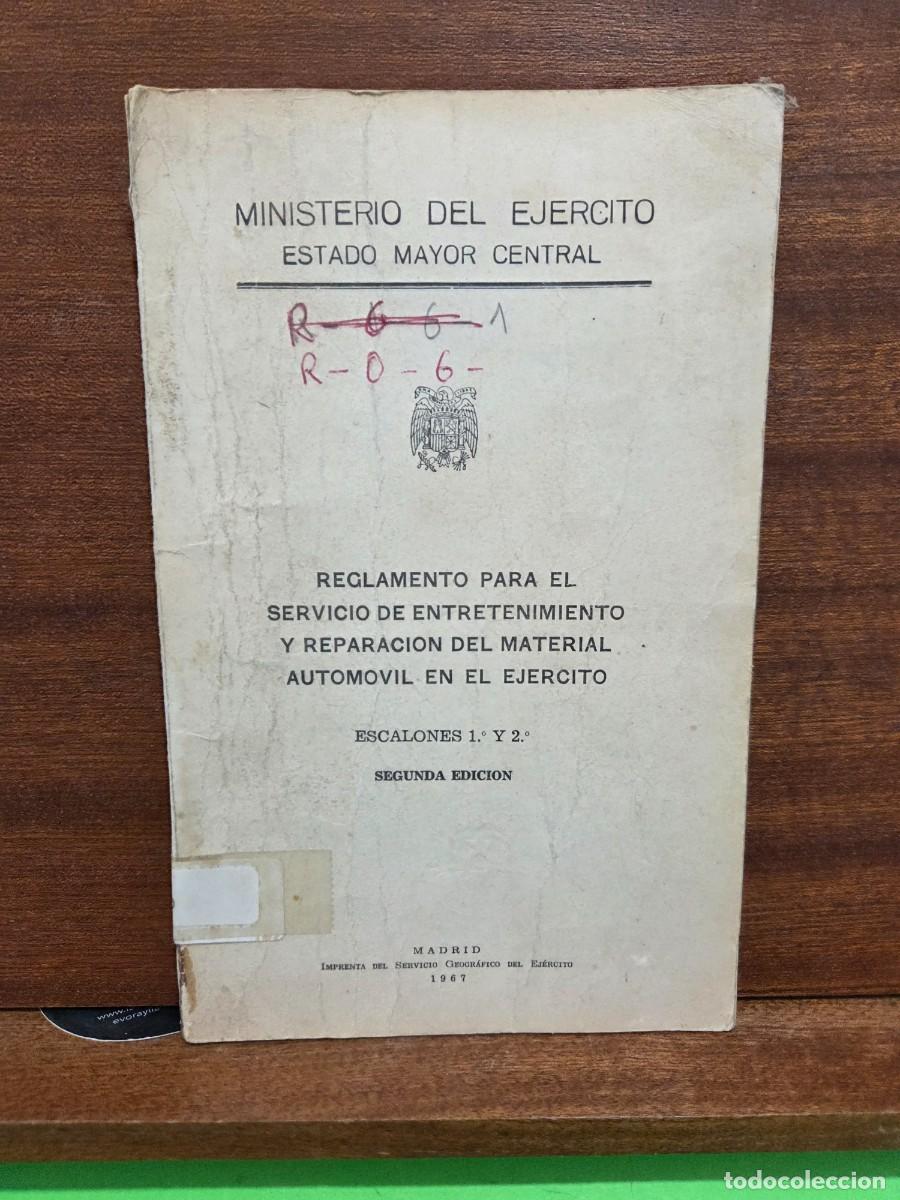 MINISTERIO DEL EJERCITO
ESTADO MAYOR CENTRAL
R-6 6-1
R-0-6-
REGLAMENTO PARA EL
SERVICIO DE ENTRETENIMIENTO
Y REPARACION DEL MATERIAL
AUTOMOVIL EN EL EJERCITO
ESCALONES 1.º Y 2.º
SEGUNDA EDICION
MADRID
IMPRENTA DEL SERVICIO GEOGRÁFICO DEL EJÉRCITO
1967
todocoleccion